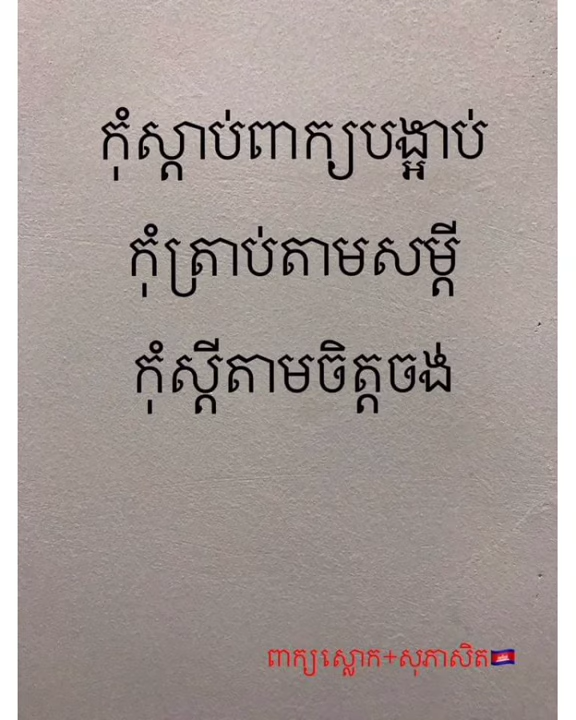 កុំស្ដាប់ពាក្យបង្អាប់
កុំត្រាប់តាមសម្ដី
កុំស្ដីតាមចិត្តចង់
ពាក្យស្លោក+សុភាសិត🇰🇭